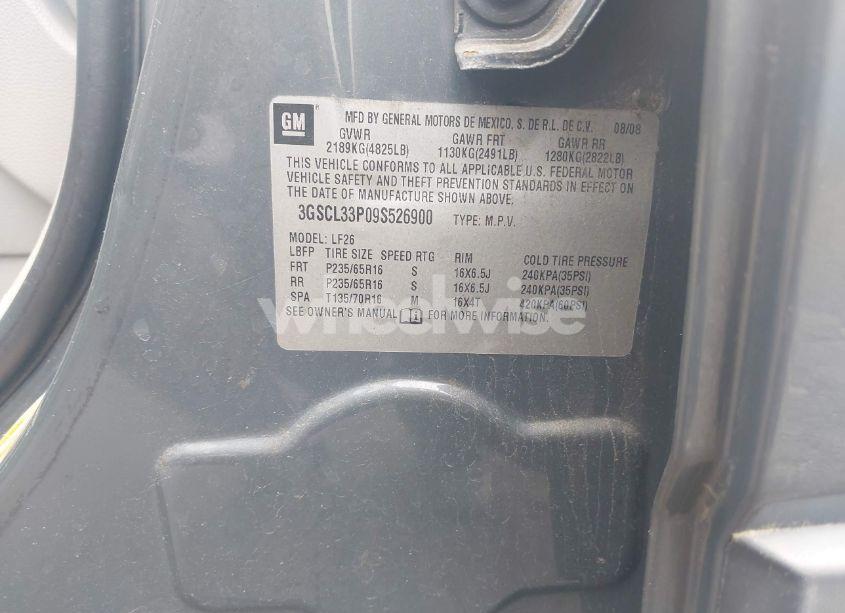 GM ®
MFD BY GENERAL MOTORS DE MEXICO, S. DE R.L. DE C.V. 08/08
GVWR GAWR FRT GAWR RR
2189KG(4825LB) 1130KG(2491LB) 1280KG(2822LB)
THIS VEHICLE CONFORMS TO ALL APPLICABLE U.S. FEDERAL MOTOR
VEHICLE SAFETY AND THEFT PREVENTION STANDARDS IN EFFECT ON
THE DATE OF MANUFACTURE SHOWN ABOVE.
3GSCL33P09S526900 TYPE: M.P.V.
MODEL: LF26
LBFP TIRE SIZE SPEED RTG RIM COLD TIRE PRESSURE
FRT P235/65R16 S 16X6.5J 240KPA(35PSI)
RR P235/65R16 S 16X6.5J 240KPA(35PSI)
SPA T135/70R16 M 16X4T 420KPA(60PSI)
SEE OWNER'S MANUAL FOR MORE INFORMATION.
wheelwise